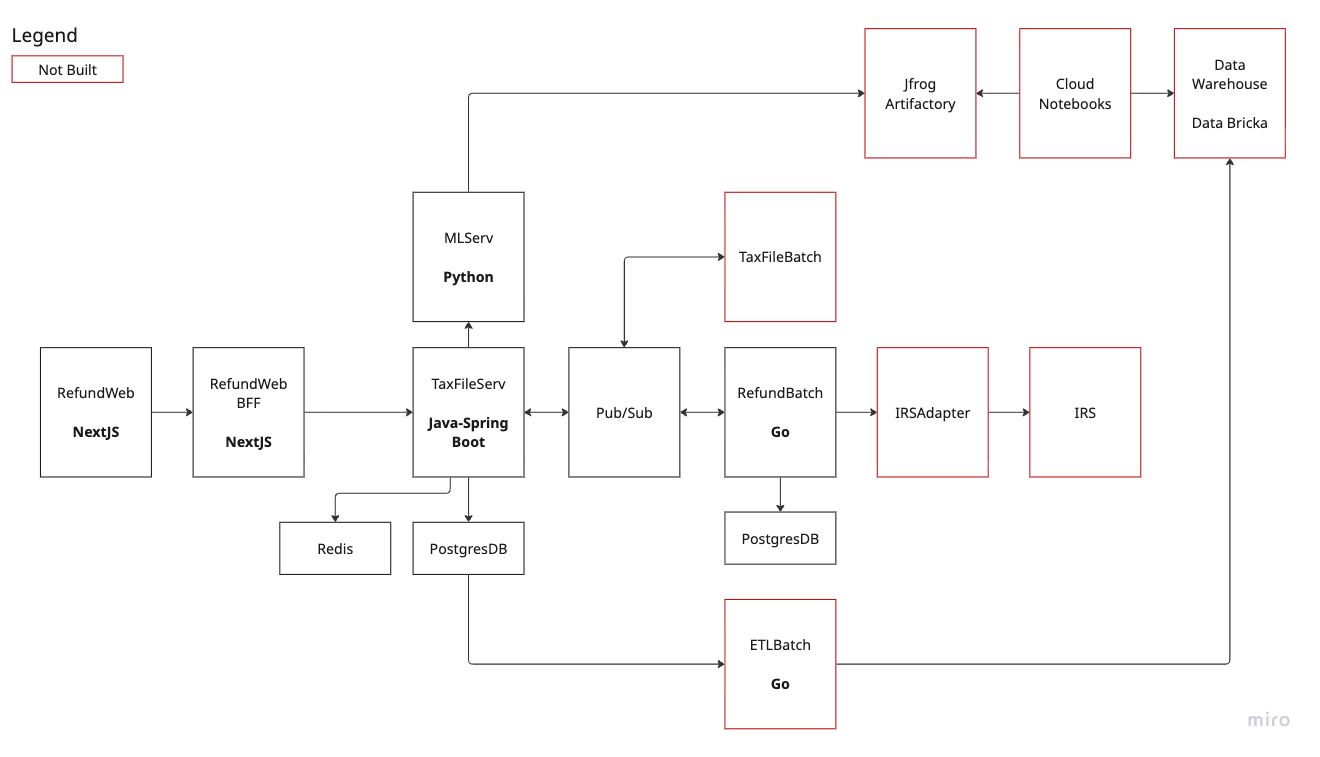 Legend
Not Built
Jfrog
Artifactory
Cloud
Notebooks
Data
Warehouse
Data Bricka
MLServ
Python
TaxFileBatch
RefundWeb
NextJS
RefundWeb
BFF
NextJS
TaxFileServ
Java-Spring
Boot
Pub/Sub
RefundBatch
Go
IRSAdapter
IRS
Redis
PostgresDB
PostgresDB
ETLBatch
Go
miro